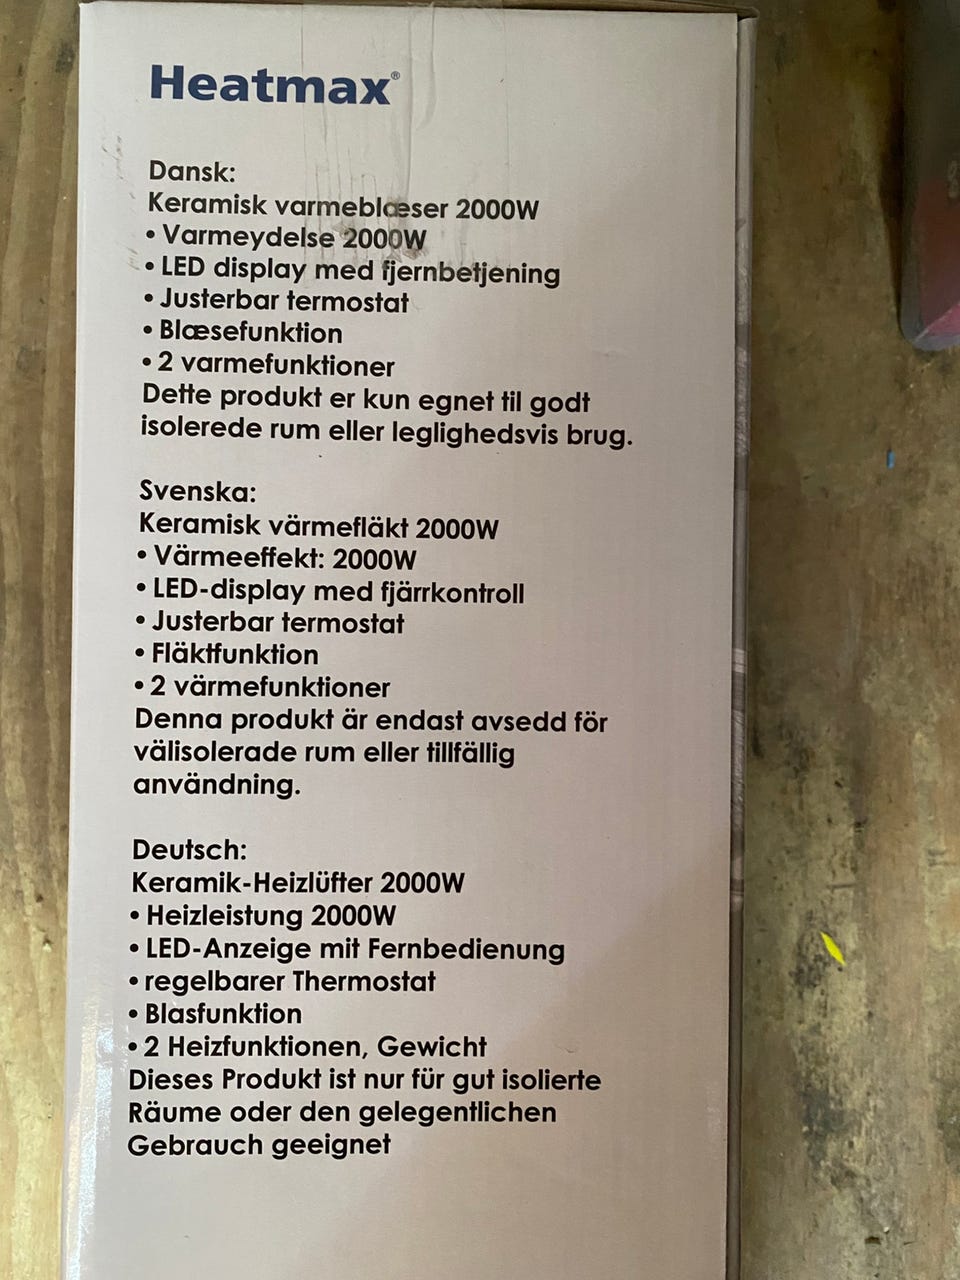 Heatmax®
Dansk:
Keramisk varmeblæser 2000W
• Varmeydelse 2000W
• LED display med fjernbetjening
• Justerbar termostat
• Blæsefunktion
• 2 varmefunktioner
Dette produkt er kun egnet til godt
isolerede rum eller leglighedsvis brug.
Svenska:
Keramisk värmefläkt 2000W
• Värmeeffekt: 2000W
• LED-display med fjärrkontroll
• Justerbar termostat
• Fläktfunktion
• 2 värmefunktioner
Denna produkt är endast avsedd för
välisolerade rum eller tillfällig
användning.
Deutsch:
Keramik-Heizlüfter 2000W
• Heizleistung 2000W
• LED-Anzeige mit Fernbedienung
• regelbarer Thermostat
• Blasfunktion
• 2 Heizfunktionen, Gewicht
Dieses Produkt ist nur für gut isolierte
Räume oder den gelegentlichen
Gebrauch geeignet